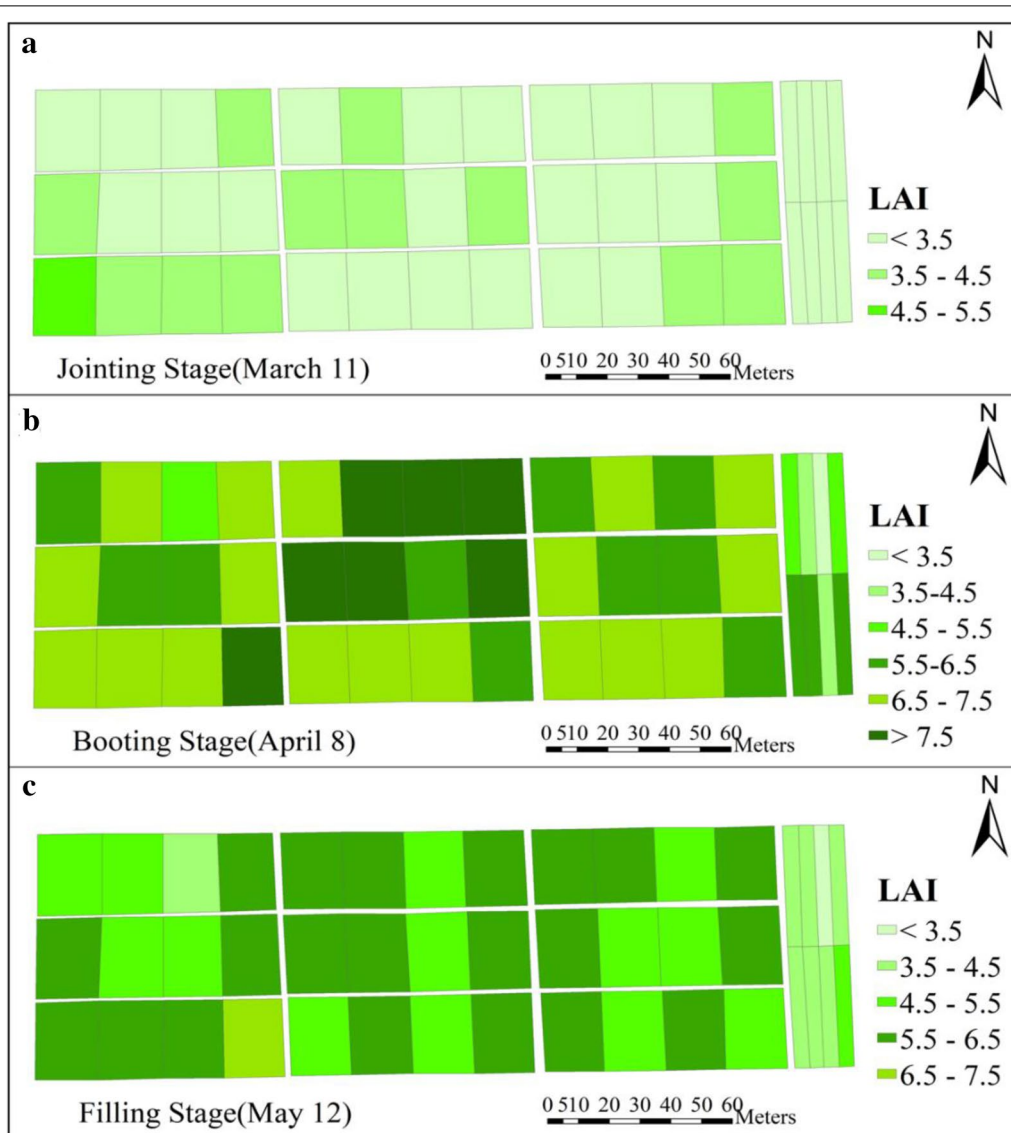 a
N
LAI
< 3.5
3.5 - 4.5
4.5 - 5.5
Jointing Stage(March 11)
0 510 20 30 40 50 60
Meters
b
N
LAI
< 3.5
3.5-4.5
4.5 - 5.5
5.5-6.5
6.5 - 7.5
> 7.5
Booting Stage(April 8)
0 510 20 30 40 50 60
Meters
c
N
LAI
< 3.5
3.5 - 4.5
4.5 - 5.5
5.5 - 6.5
6.5 - 7.5
Filling Stage(May 12)
0 510 20 30 40 50 60
Meters